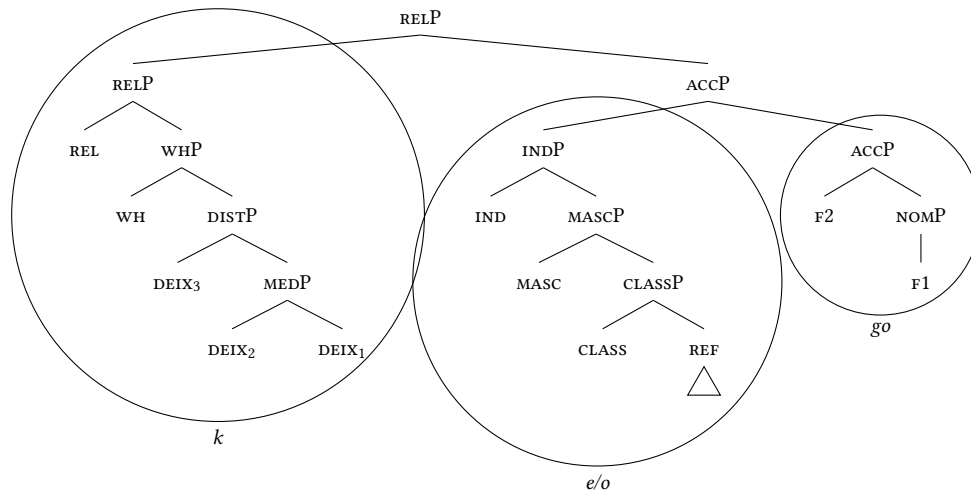 RELP
RELP ACCP
REL WHP INDP ACCP
WH DISTP IND MASCP F2 NOMP
DEIX3 MEDP MASC CLASSP F1
DEIX2 DEIX1 CLASS REF
go
k
e/o